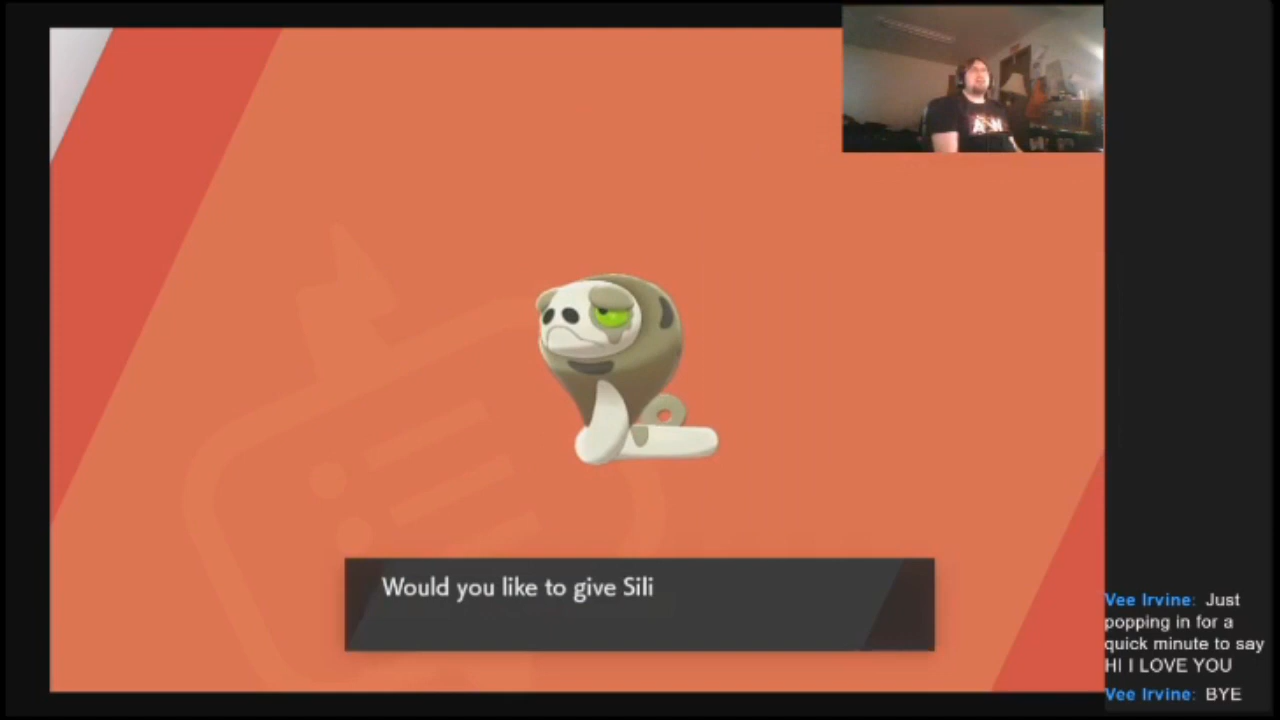 Would you like to give Sili
Vee Irvine: Just
popping in for a
quick minute to say
HI I LOVE YOU
Vee Irvine: BYE